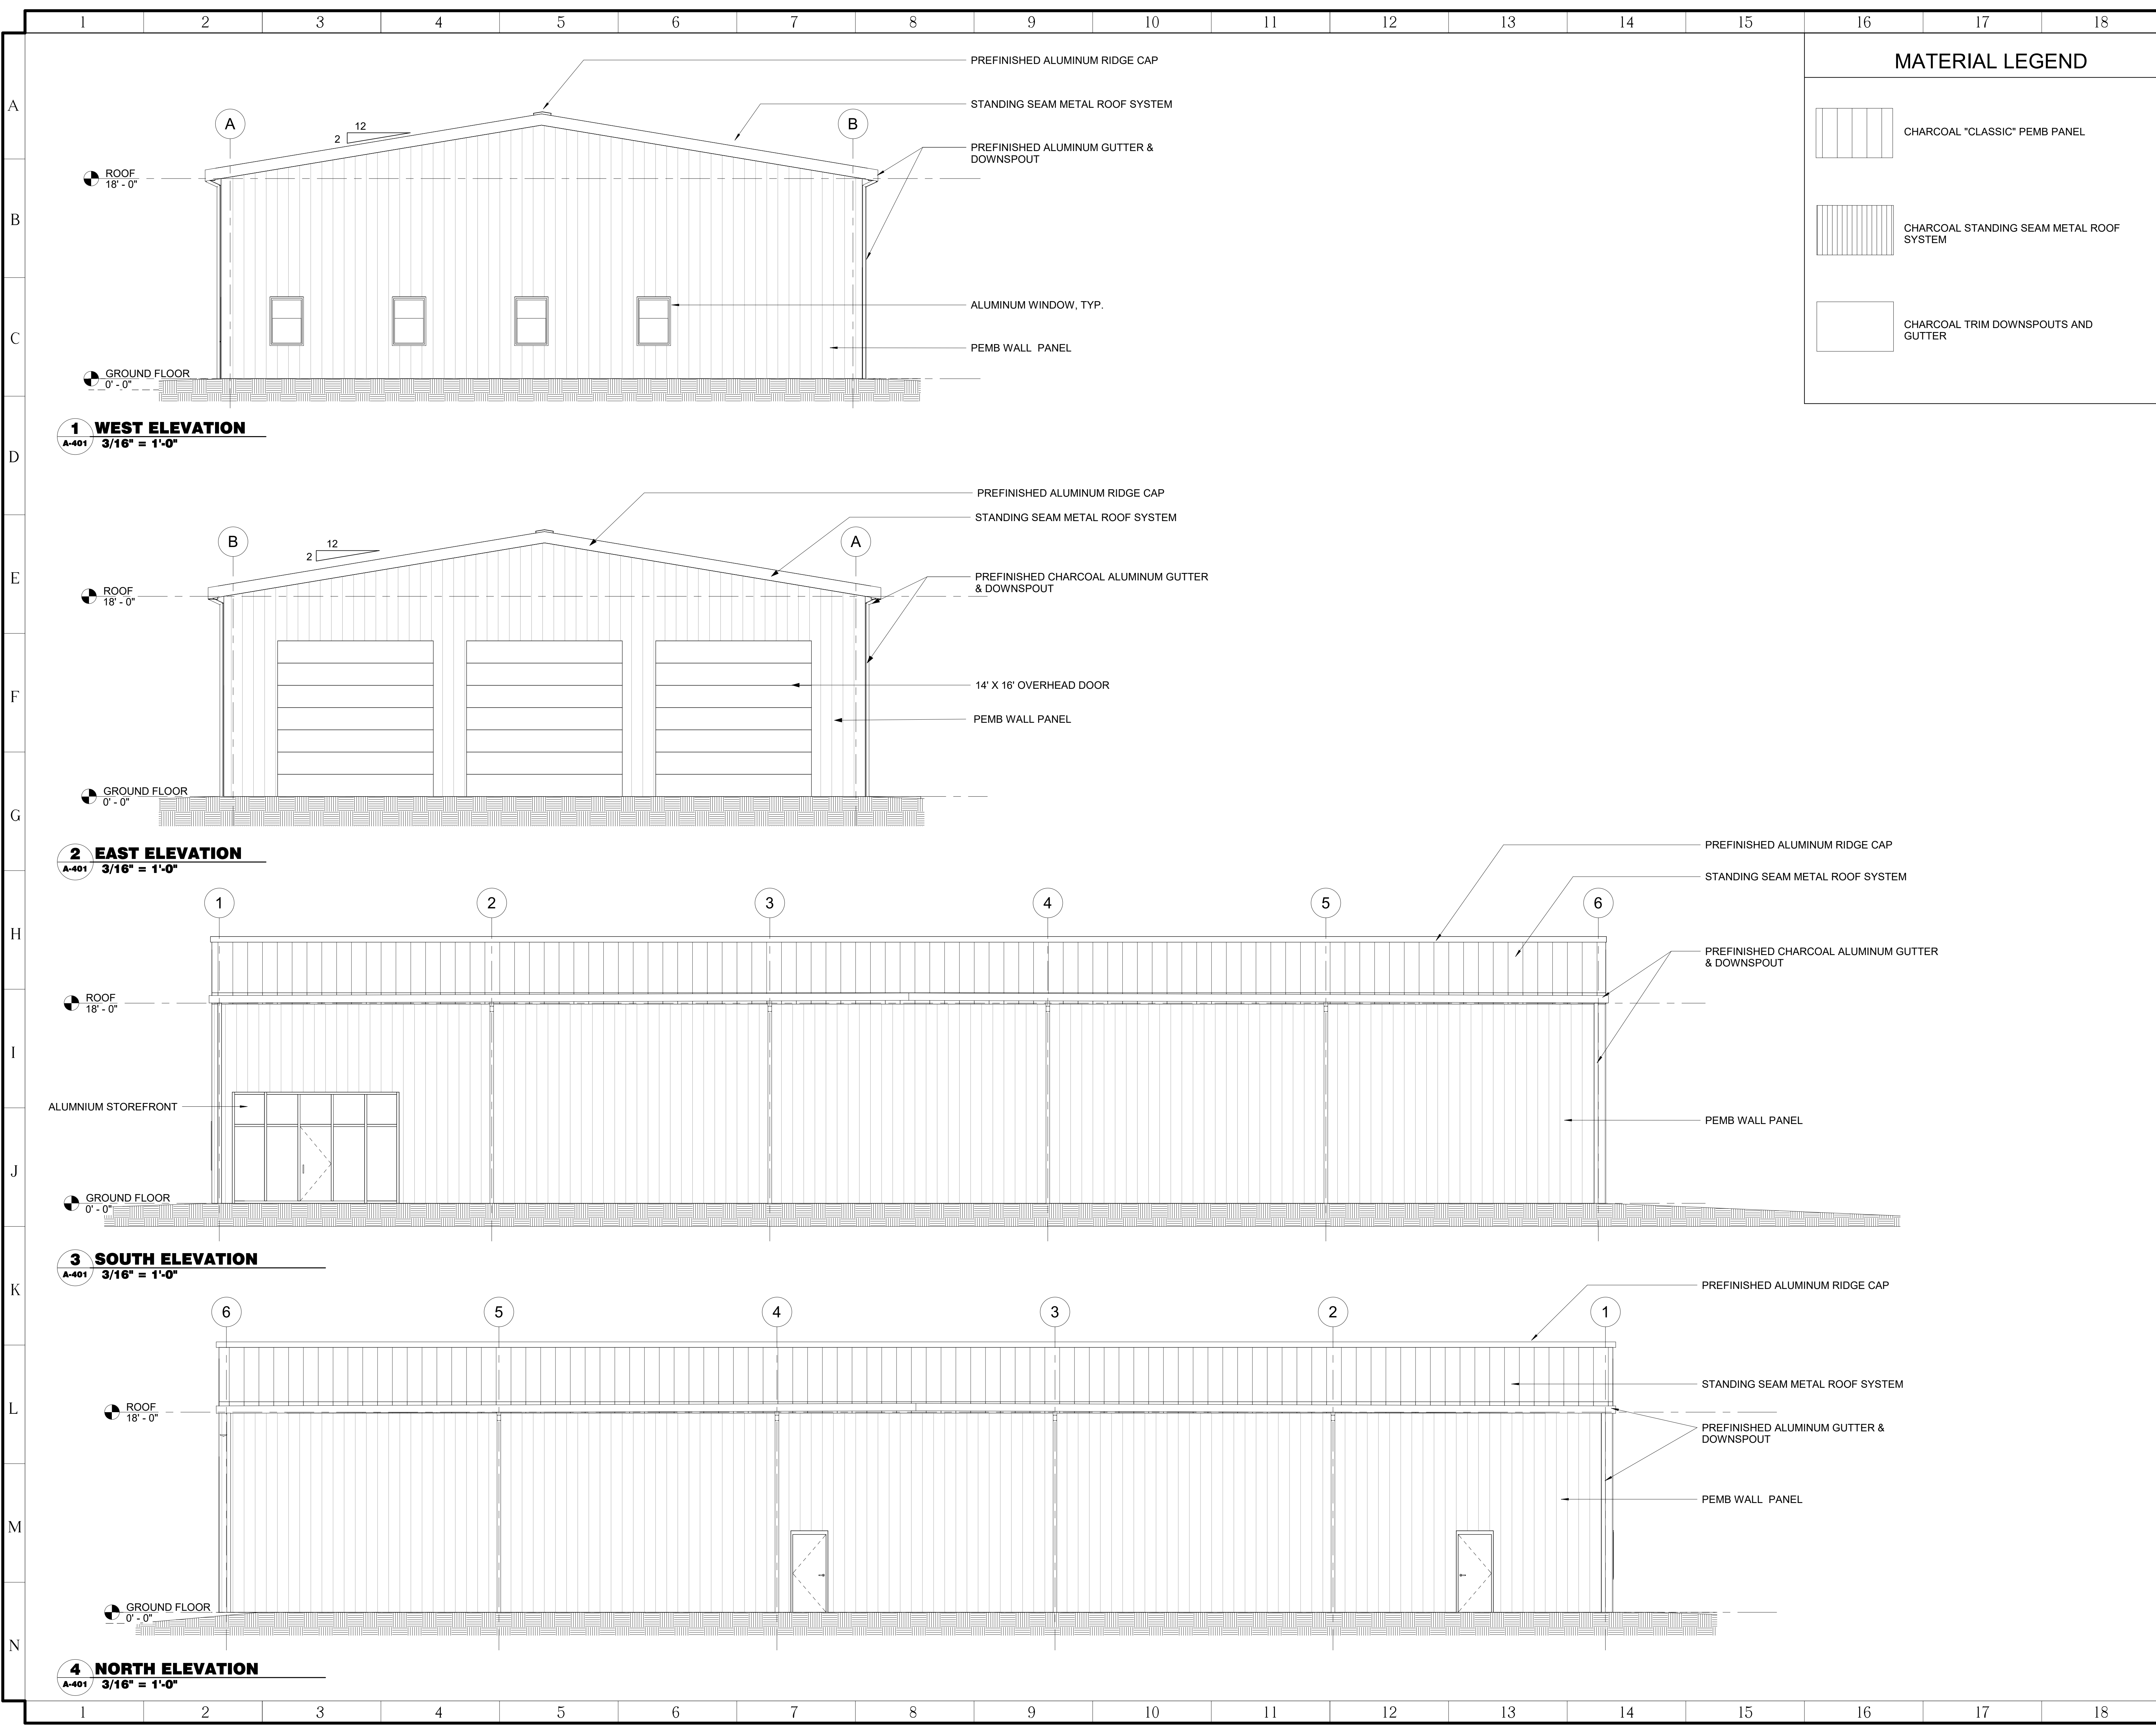 1 2 3 4 5 6 7 8 9 10 11 12 13 14 15 16 17 18
A
B
C
D
E
F
G
H
I
J
K
L
M
N
MATERIAL LEGEND
CHARCOAL "CLASSIC" PEMB PANEL
CHARCOAL STANDING SEAM METAL ROOF
SYSTEM
CHARCOAL TRIM DOWNSPOUTS AND
GUTTER
PREFINISHED ALUMINUM RIDGE CAP
STANDING SEAM METAL ROOF SYSTEM
A
B
12
2
PREFINISHED ALUMINUM GUTTER &
DOWNSPOUT
ROOF
18' - 0"
ALUMINUM WINDOW, TYP.
PEMB WALL PANEL
GROUND FLOOR
0' - 0"
1 WEST ELEVATION
A-401 3/16" = 1'-0"
PREFINISHED ALUMINUM RIDGE CAP
STANDING SEAM METAL ROOF SYSTEM
B
A
12
2
PREFINISHED CHARCOAL ALUMINUM GUTTER
& DOWNSPOUT
ROOF
18' - 0"
14' X 16' OVERHEAD DOOR
PEMB WALL PANEL
GROUND FLOOR
0' - 0"
2 EAST ELEVATION
A-401 3/16" = 1'-0"
PREFINISHED ALUMINUM RIDGE CAP
STANDING SEAM METAL ROOF SYSTEM
1 2 3 4 5 6
PREFINISHED CHARCOAL ALUMINUM GUTTER
& DOWNSPOUT
ROOF
18' - 0"
ALUMNIUM STOREFRONT
PEMB WALL PANEL
GROUND FLOOR
0' - 0"
3 SOUTH ELEVATION
A-401 3/16" = 1'-0"
PREFINISHED ALUMINUM RIDGE CAP
6 5 4 3 2 1
STANDING SEAM METAL ROOF SYSTEM
ROOF
18' - 0"
PREFINISHED ALUMINUM GUTTER &
DOWNSPOUT
PEMB WALL PANEL
GROUND FLOOR
0' - 0"
4 NORTH ELEVATION
A-401 3/16" = 1'-0"
1 2 3 4 5 6 7 8 9 10 11 12 13 14 15 16 17 18